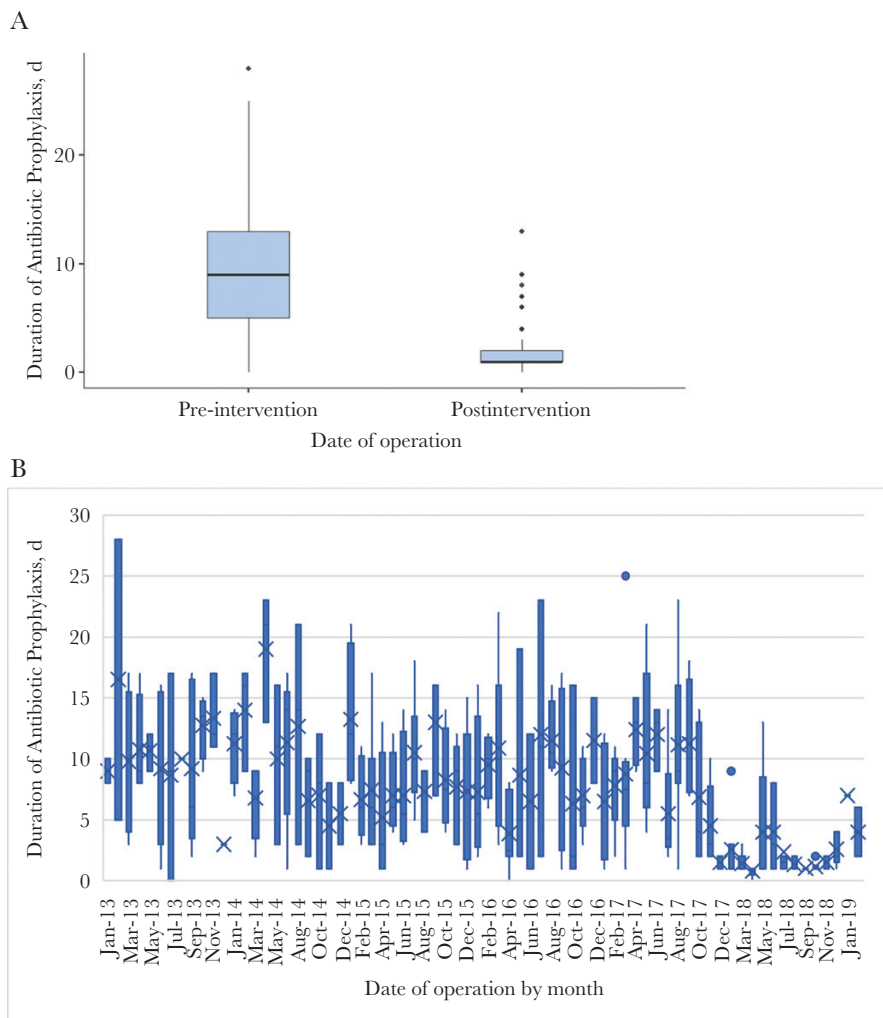 A
Duration of Antibiotic Prophylaxis, d
20
10
0
Pre-intervention Postintervention
Date of operation
B
Duration of Antibiotic Prophylaxis, d
30
25
20
15
10
5
0
Jan-13
Mar-13
May-13
Jul-13
Sep-13
Nov-13
Jan-14
Mar-14
May-14
Aug-14
Oct-14
Dec-14
Feb-15
Apr-15
Jun-15
Aug-15
Oct-15
Dec-15
Feb-16
Apr-16
Jun-16
Aug-16
Oct-16
Dec-16
Feb-17
Apr-17
Jun-17
Aug-17
Oct-17
Dec-17
Mar-18
May-18
Jul-18
Sep-18
Nov-18
Jan-19
Date of operation by month